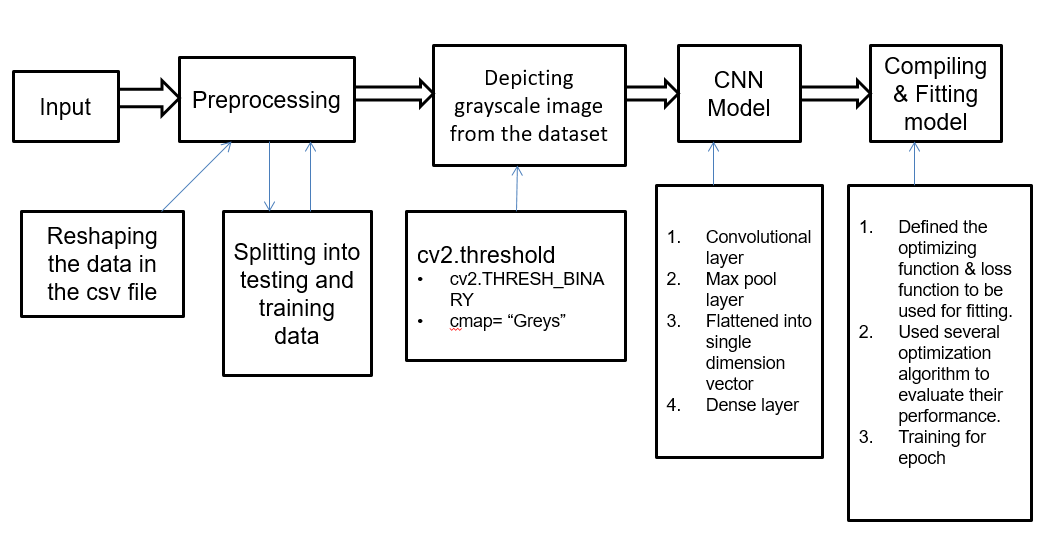 Input
Preprocessing
Depicting
grayscale image
from the dataset
CNN
Model
Compiling
& Fitting
model
Reshaping
the data in
the csv file
Splitting into
testing and
training
data
cv2.threshold
• cv2.THRESH_BINA
RY
• cmap= “Greys”
1. Convolutional
layer
2. Max pool
layer
3. Flattened into
single
dimension
vector
4. Dense layer
1. Defined the
optimizing
function & loss
function to be
used for fitting.
2. Used several
optimization
algorithm to
evaluate their
performance.
3. Training for
epoch